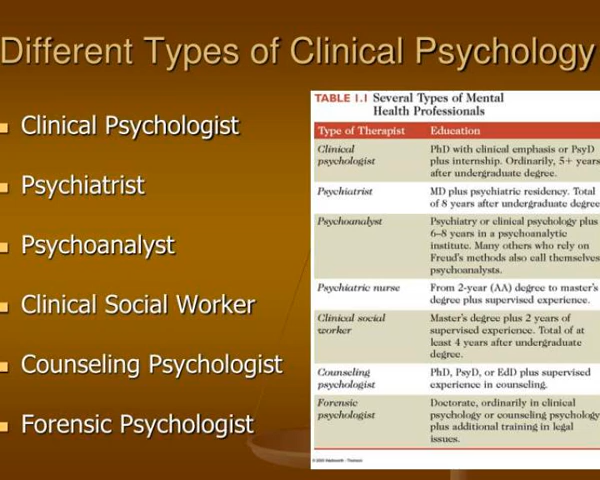 Different Types of Clinical Psychology
Clinical Psychologist
Psychiatrist
Psychoanalyst
Clinical Social Worker
Counseling Psychologist
Forensic Psychologist
TABLE 1.1 Several Types of Mental
Health Professionals
Type of Therapist Education
Clinical PhD with clinical emphasis or PsyD
psychologist plus internship. Ordinarily, 5+ years
after undergraduate degree.
Psychiatrist MD plus psychiatric residency. Total
of 8 years after undergraduate degree
Psychoanalyst Psychiatry or clinical psychology plus
6–8 years in a psychoanalytic
institute. Many others who rely on
Freud's methods also call themselves
psychoanalysts.
Psychiatric nurse From 2-year (AA) degree to master's
degree plus supervised experience.
Clinical social Master's degree plus 2 years of
worker supervised experience. Total of at
least 4 years after undergraduate
degree.
Counseling PhD, PsyD, or EdD plus supervised
psychologist experience in counseling.
Forensic Doctorate, ordinarily in clinical
psychologist psychology or counseling psychology
plus additional training in legal
issues.